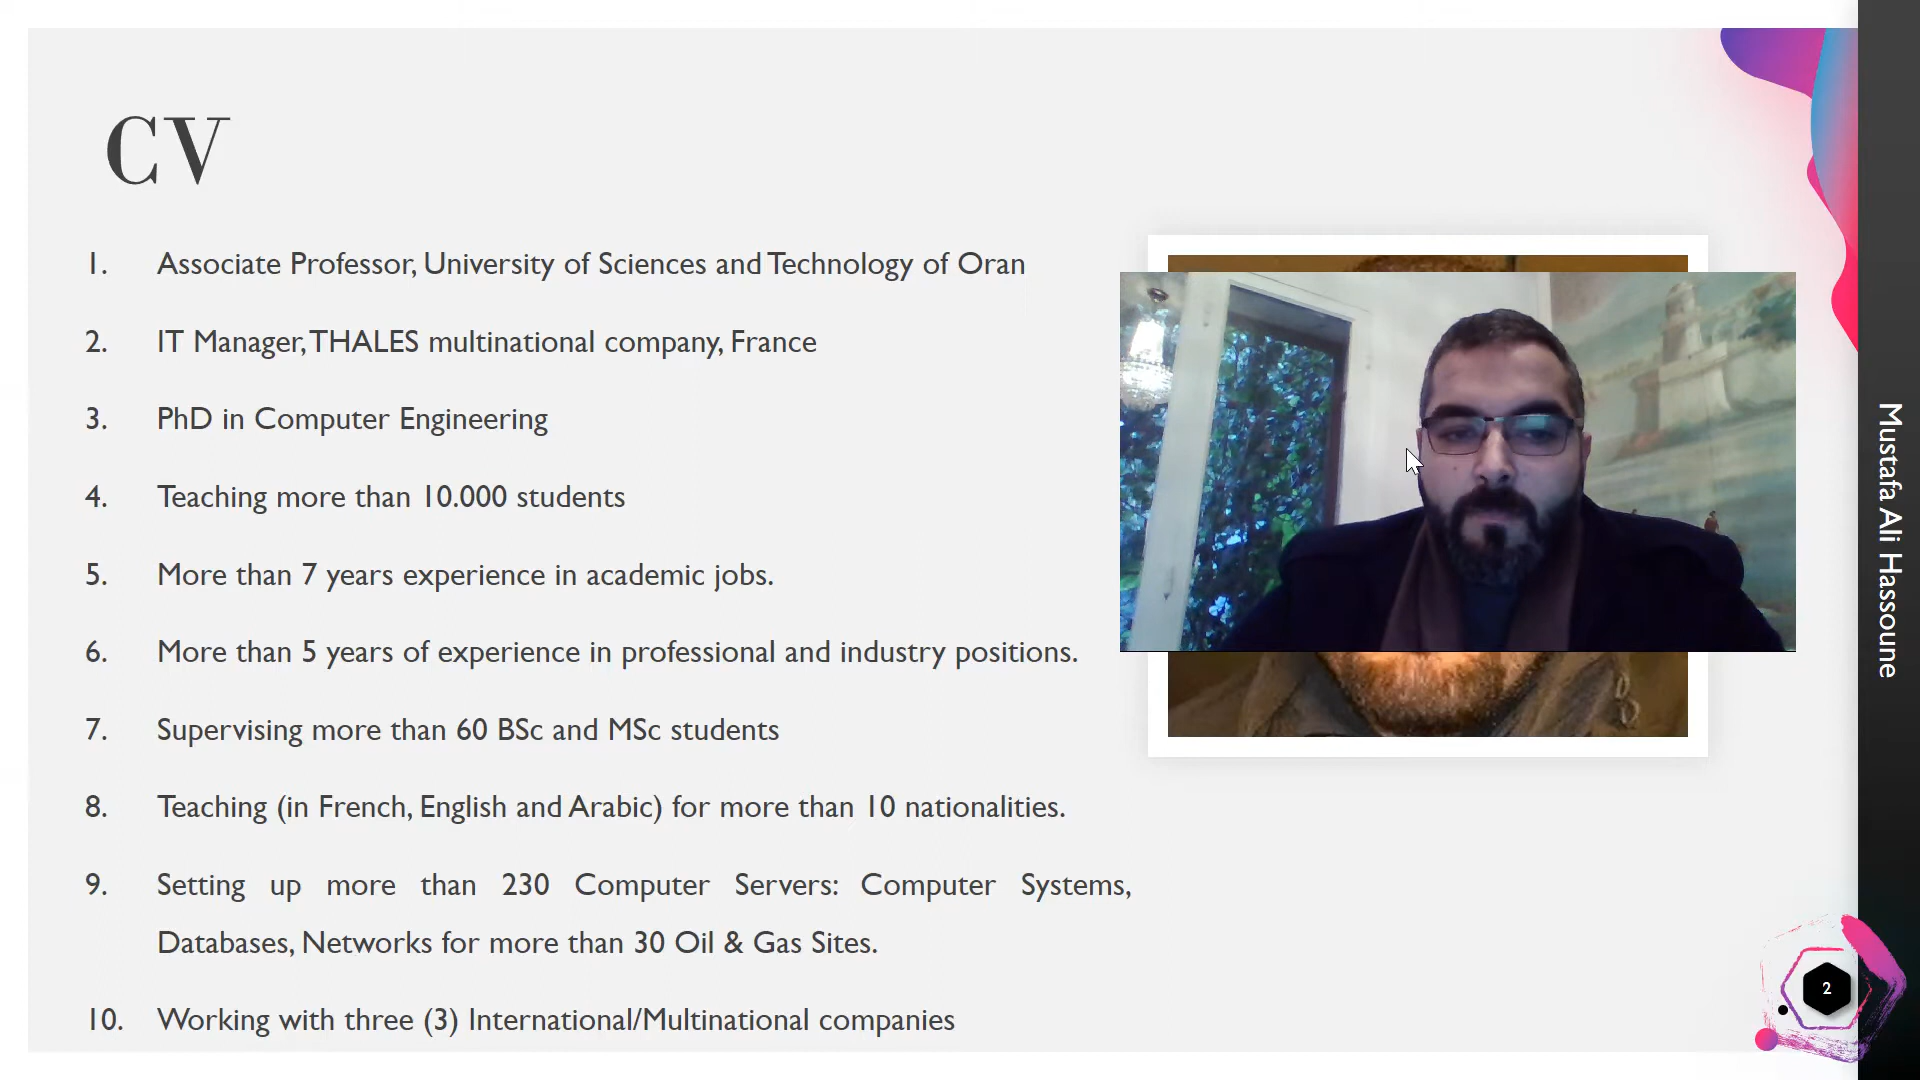 CV
1. Associate Professor, University of Sciences and Technology of Oran
2. IT Manager, THALES multinational company, France
3. PhD in Computer Engineering
4. Teaching more than 10.000 students
5. More than 7 years experience in academic jobs.
6. More than 5 years of experience in professional and industry positions.
7. Supervising more than 60 BSc and MSc students
8. Teaching (in French, English and Arabic) for more than 10 nationalities.
9. Setting up more than 230 Computer Servers: Computer Systems,
Databases, Networks for more than 30 Oil & Gas Sites.
10. Working with three (3) International/Multinational companies
Mustafa Ali Hassoune
2